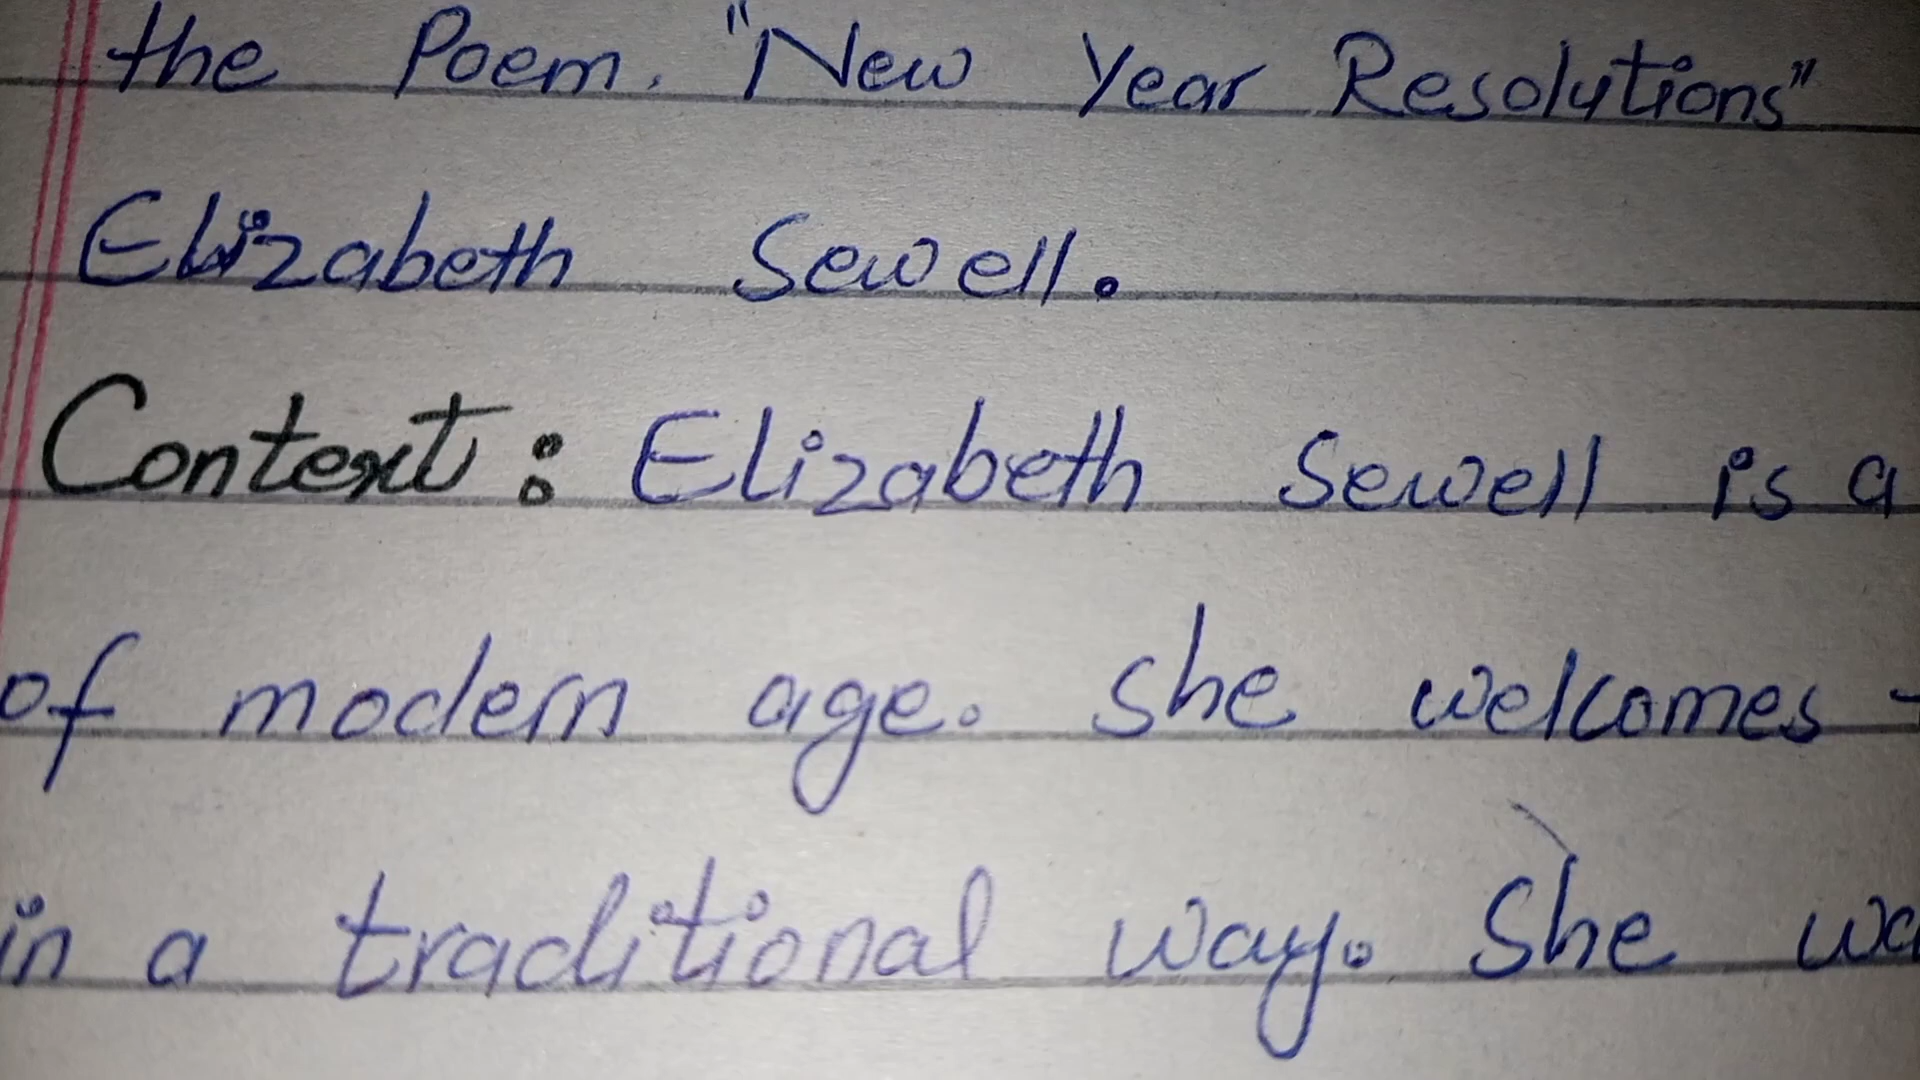 the Poem. "New Year Resolutions"
Elizabeth Sewell.
Context: Elizabeth Sewell is a
of modern age. She welcomes
in a traditional way. She